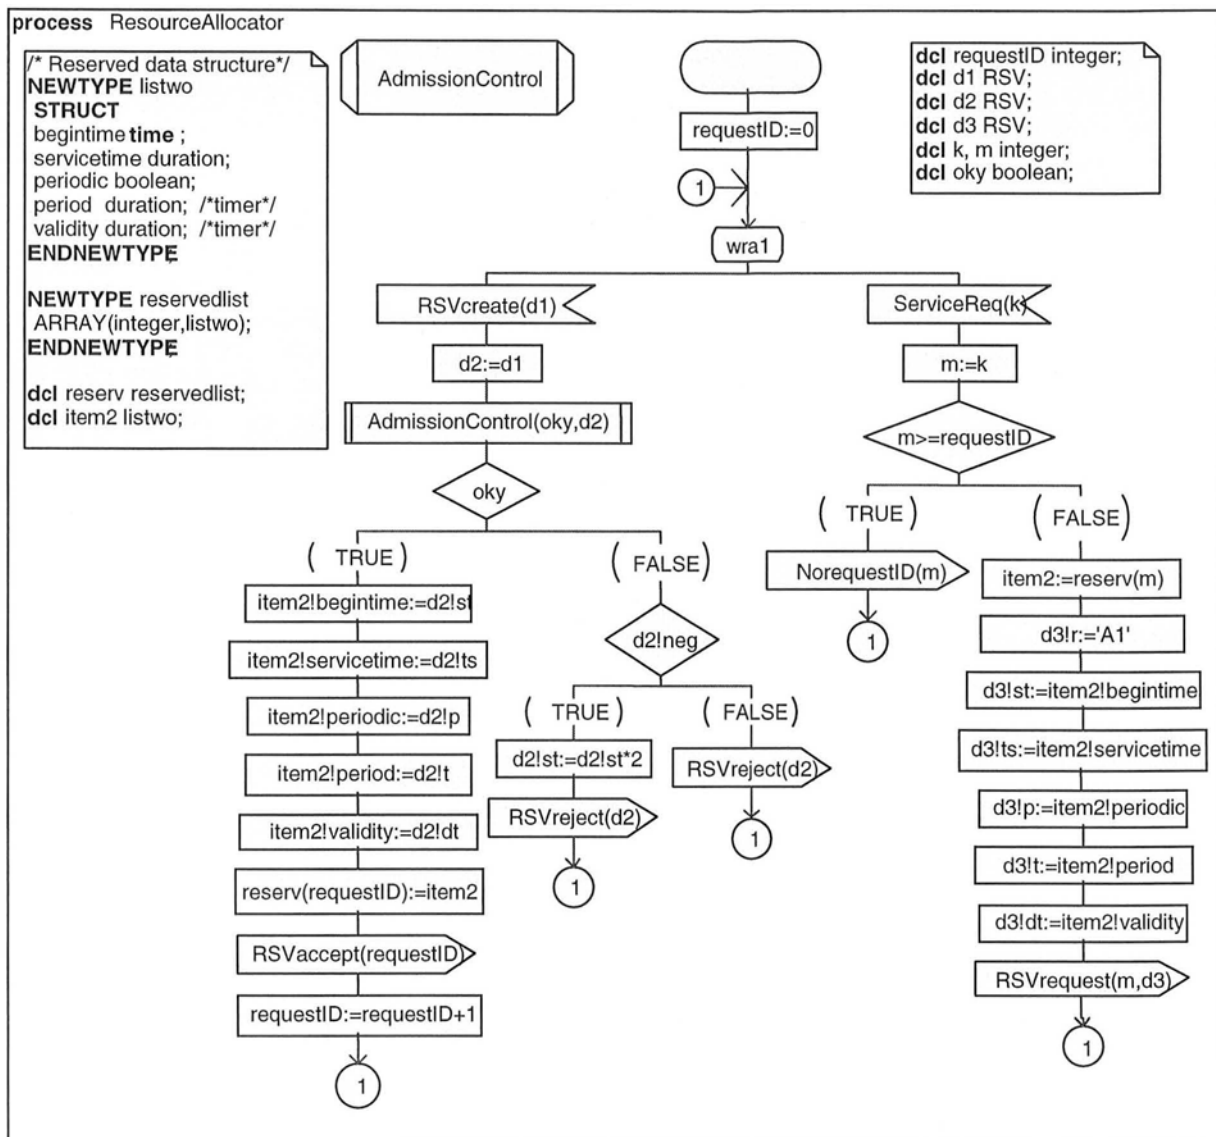 process ResourceAllocator
/* Reserved data structure*/
NEWTYPE listwo
STRUCT
begintime time ;
servicetime duration;
periodic boolean;
period duration; /*timer*/
validity duration; /*timer*/
ENDNEWTYPE;
NEWTYPE reservedlist
ARRAY(integer,listwo);
ENDNEWTYPE;
dcl reserv reservedlist;
dcl item2 listwo;
AdmissionControl
requestID:=0
1
wra1
dcl requestID integer;
dcl d1 RSV;
dcl d2 RSV;
dcl d3 RSV;
dcl k, m integer;
dcl oky boolean;
RSVcreate(d1)
d2:=d1
AdmissionControl(oky,d2)
oky
( TRUE )
item2!begintime:=d2!st
item2!servicetime:=d2!ts
item2!periodic:=d2!p
item2!period:=d2!t
item2!validity:=d2!dt
reserv(requestID):=item2
RSVaccept(requestID)
requestID:=requestID+1
1
( FALSE )
d2!neg
( TRUE )
d2!st:=d2!st*2
RSVreject(d2)
1
( FALSE )
RSVreject(d2)
1
ServiceReq(k)
m:=k
m>=requestID
( TRUE )
NorequestID(m)
1
( FALSE )
item2:=reserv(m)
d3!r:='A1'
d3!st:=item2!begintime
d3!ts:=item2!servicetime
d3!p:=item2!periodic
d3!t:=item2!period
d3!dt:=item2!validity
RSVrequest(m,d3)
1